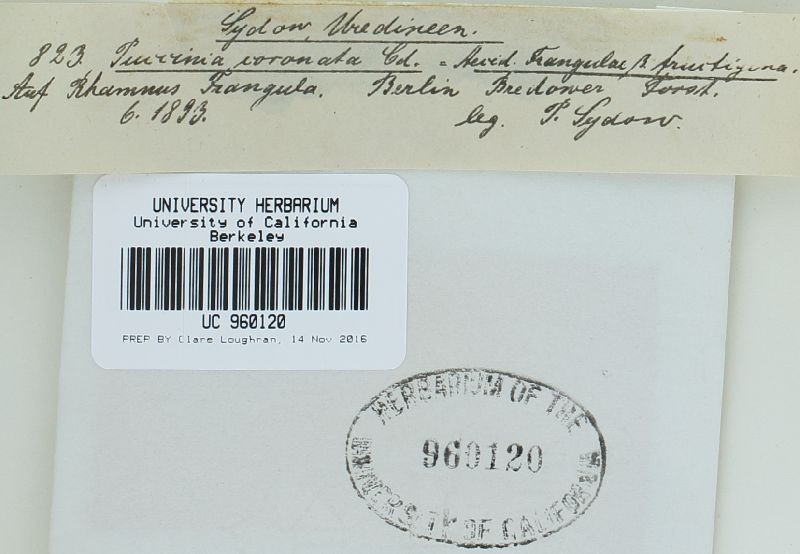 Sydow, Uredineen.
823. Puccinia coronata Cd. = Aecid. Frangulae β fructigena.
Auf Rhamnus Frangula. Berlin Bredower Forst.
6. 1893. leg. P. Sydow.
UNIVERSITY HERBARIUM
University of California
Berkeley
UC 960120
PREP BY Clare Loughran, 14 Nov 2016
HERBARIUM OF THE
960120
UNIVERSITY OF CALIFORNIA